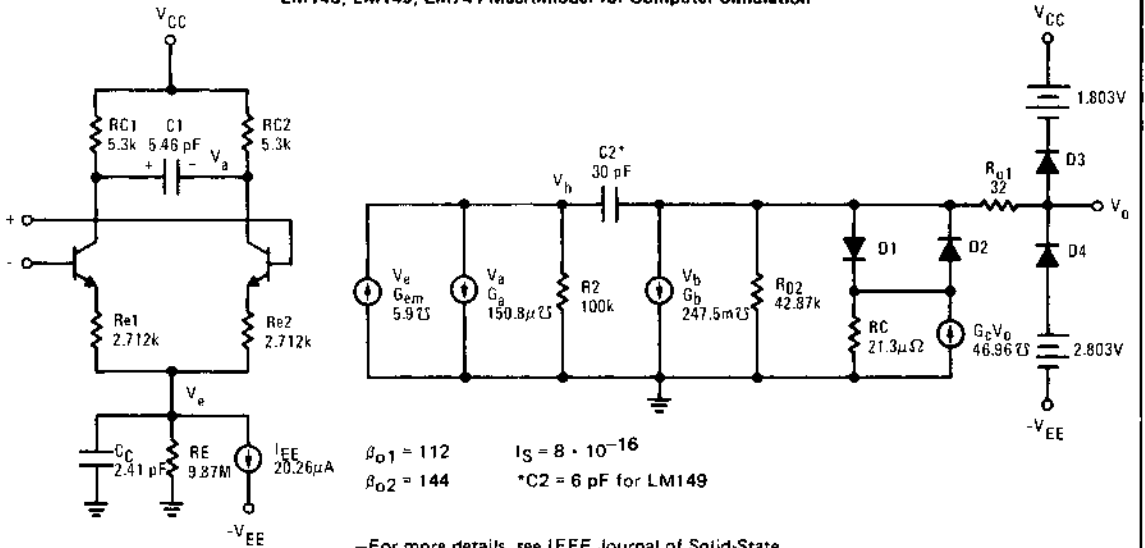 LM148, LM149, LM741 Macromodel for Computer Simulation
VCC
RC1
5.3k
C1
5.46 pF
RC2
5.3k
+
-
Va
+
-
Re1
2.712k
Re2
2.712k
Ve
CC
2.41 pF
RE
9.87M
IEE
20.26μA
-VEE
Ve
Gem
5.9℧
Va
Ga
150.8μ℧
R2
100k
Vb
C2*
30 pF
Vb
Gb
247.5m℧
RO2
42.87k
D1
D2
RC
21.3μΩ
GcVo
46.96℧
Ro1
32
VCC
1.803V
D3
Vo
D4
2.803V
-VEE
βo1 = 112
IS = 8 · 10−16
βo2 = 144
*C2 = 6 pF for LM149
—For more details, see IEEE Journal of Solid-State